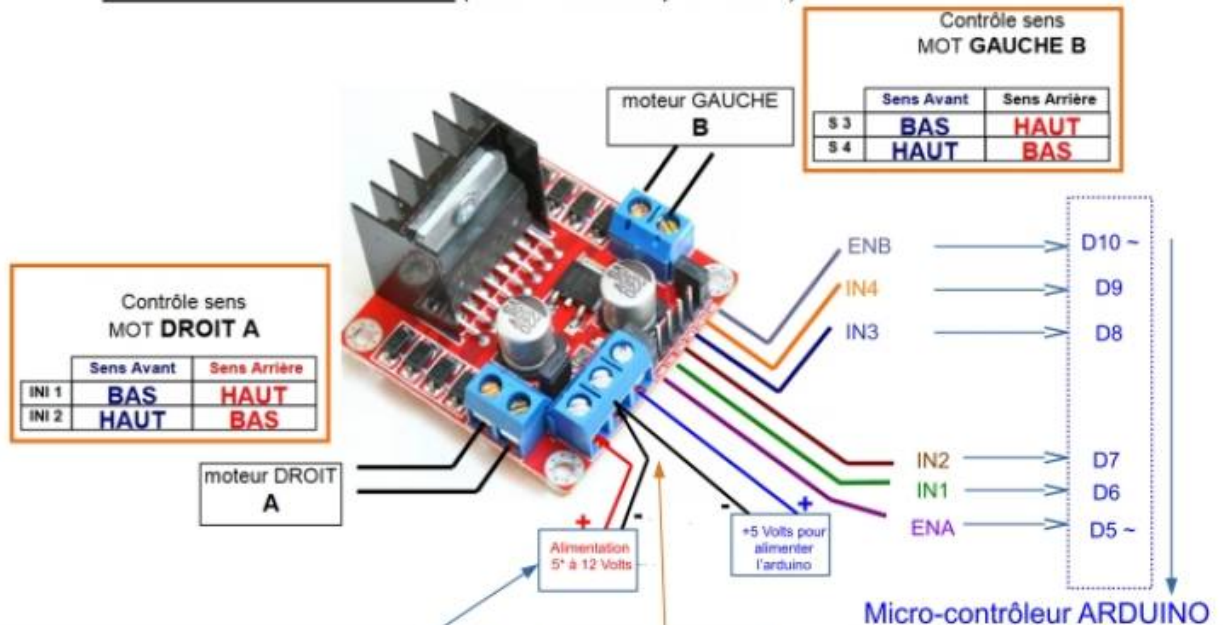 Contrôle sens
MOT GAUCHE B
Sens Avant Sens Arrière
S 3 BAS HAUT
S 4 HAUT BAS
moteur GAUCHE
B
ENB D10 ~
IN4 D9
IN3 D8
Contrôle sens
MOT DROIT A
Sens Avant Sens Arrière
INI 1 BAS HAUT
INI 2 HAUT BAS
moteur DROIT
A
IN2 D7
IN1 D6
ENA D5 ~
+ -
Alimentation
5* à 12 Volts
- +
+5 Volts pour
alimenter
l'arduino
Micro-contrôleur ARDUINO